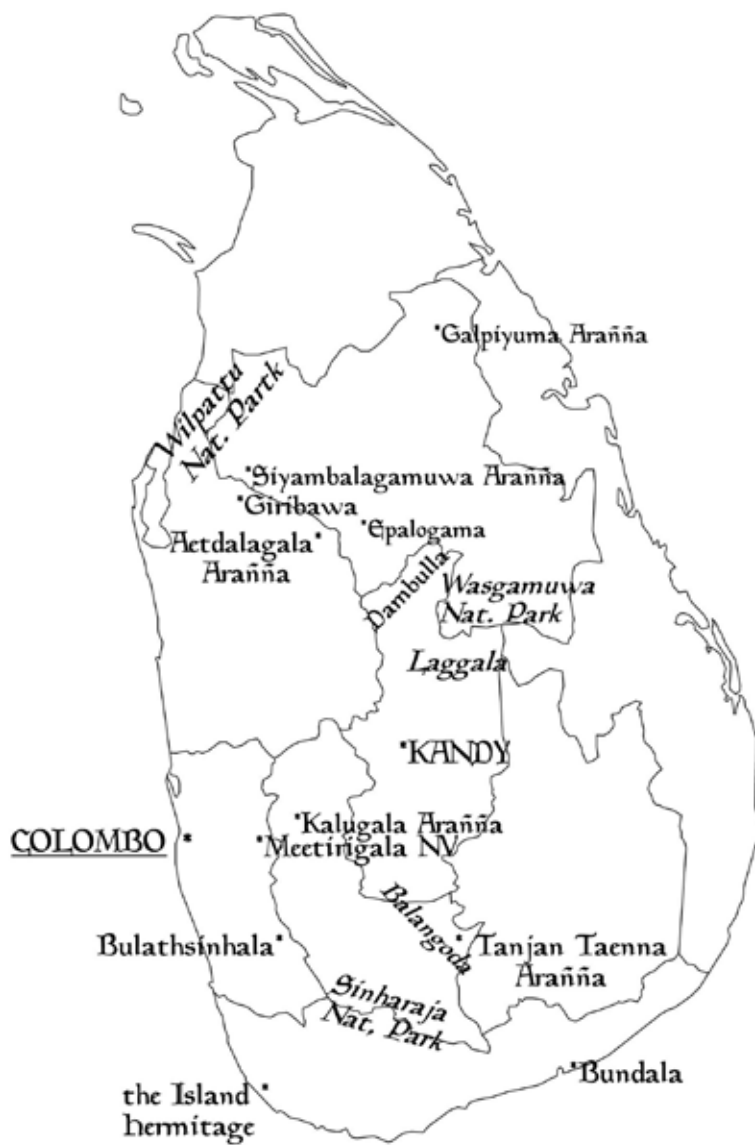 Galpiyuma Arañña
Wilpattu
Nat. Partk
Siyambalagamuwa Arañña
Giribawa
Epalogama
Aetdalagala
Arañña
Dambulla
Wasgamuwa
Nat. Park
Laggala
KANDY
Kalugala Arañña
COLOMBO
Meetirigala NV
Balangoda
Bulathsinhala
Tanjan Taenna
Arañña
Sinharaja
Nat, Park
Bundala
the Island
hermitage